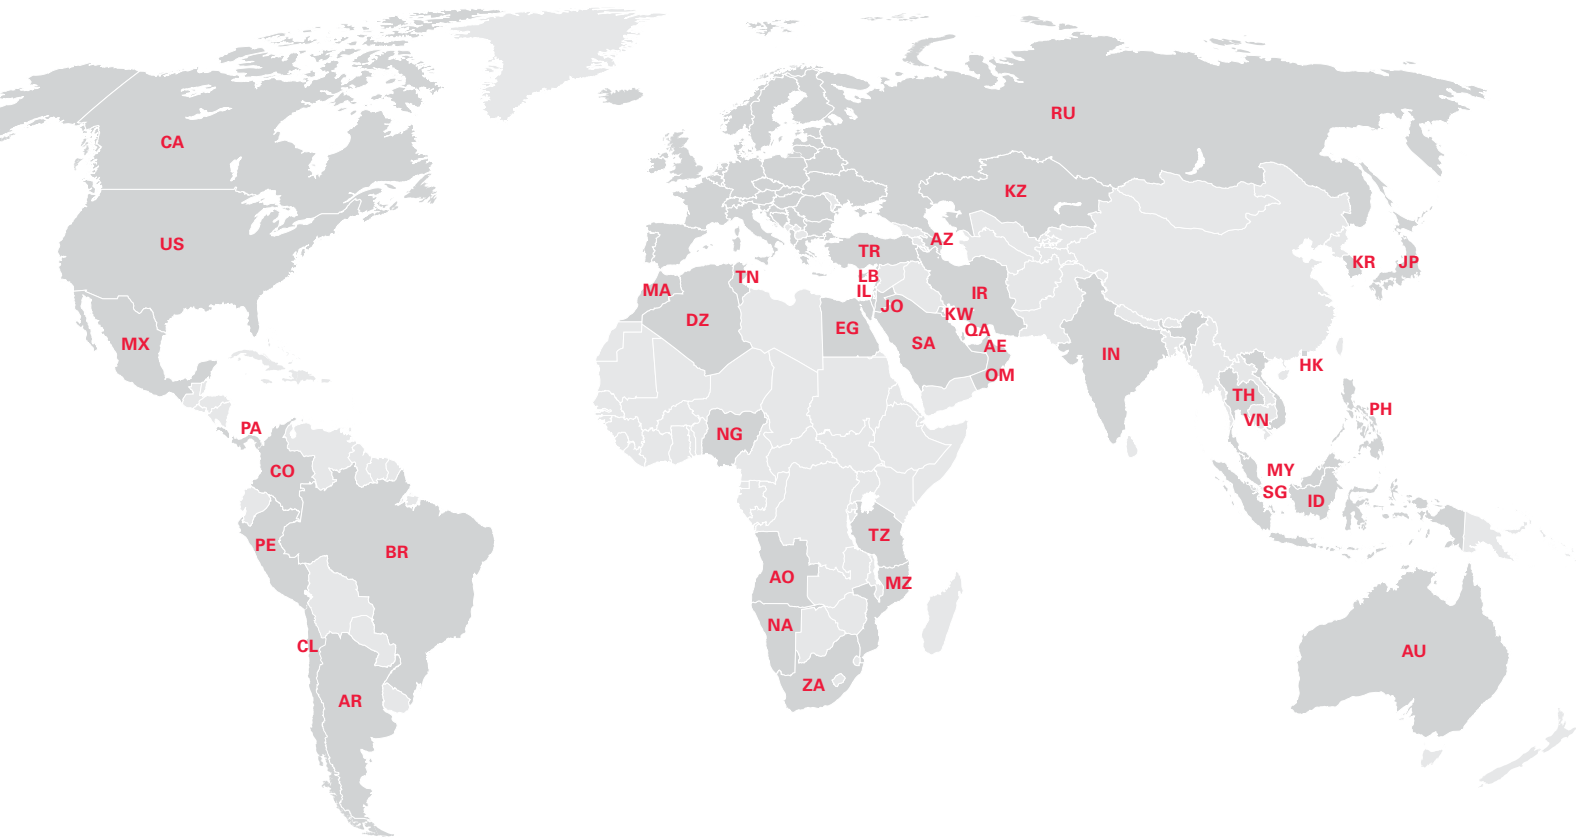 RU
CA
KZ
AZ
US
TR
KR
JP
LB
TN
MA
IL
IR
JO
KW
DZ
EG
QA
SA
MX
AE
IN
HK
OM
TH
PH
VN
PA
NG
CO
MY
SG
ID
TZ
PE
BR
AO
MZ
NA
CL
AU
ZA
AR